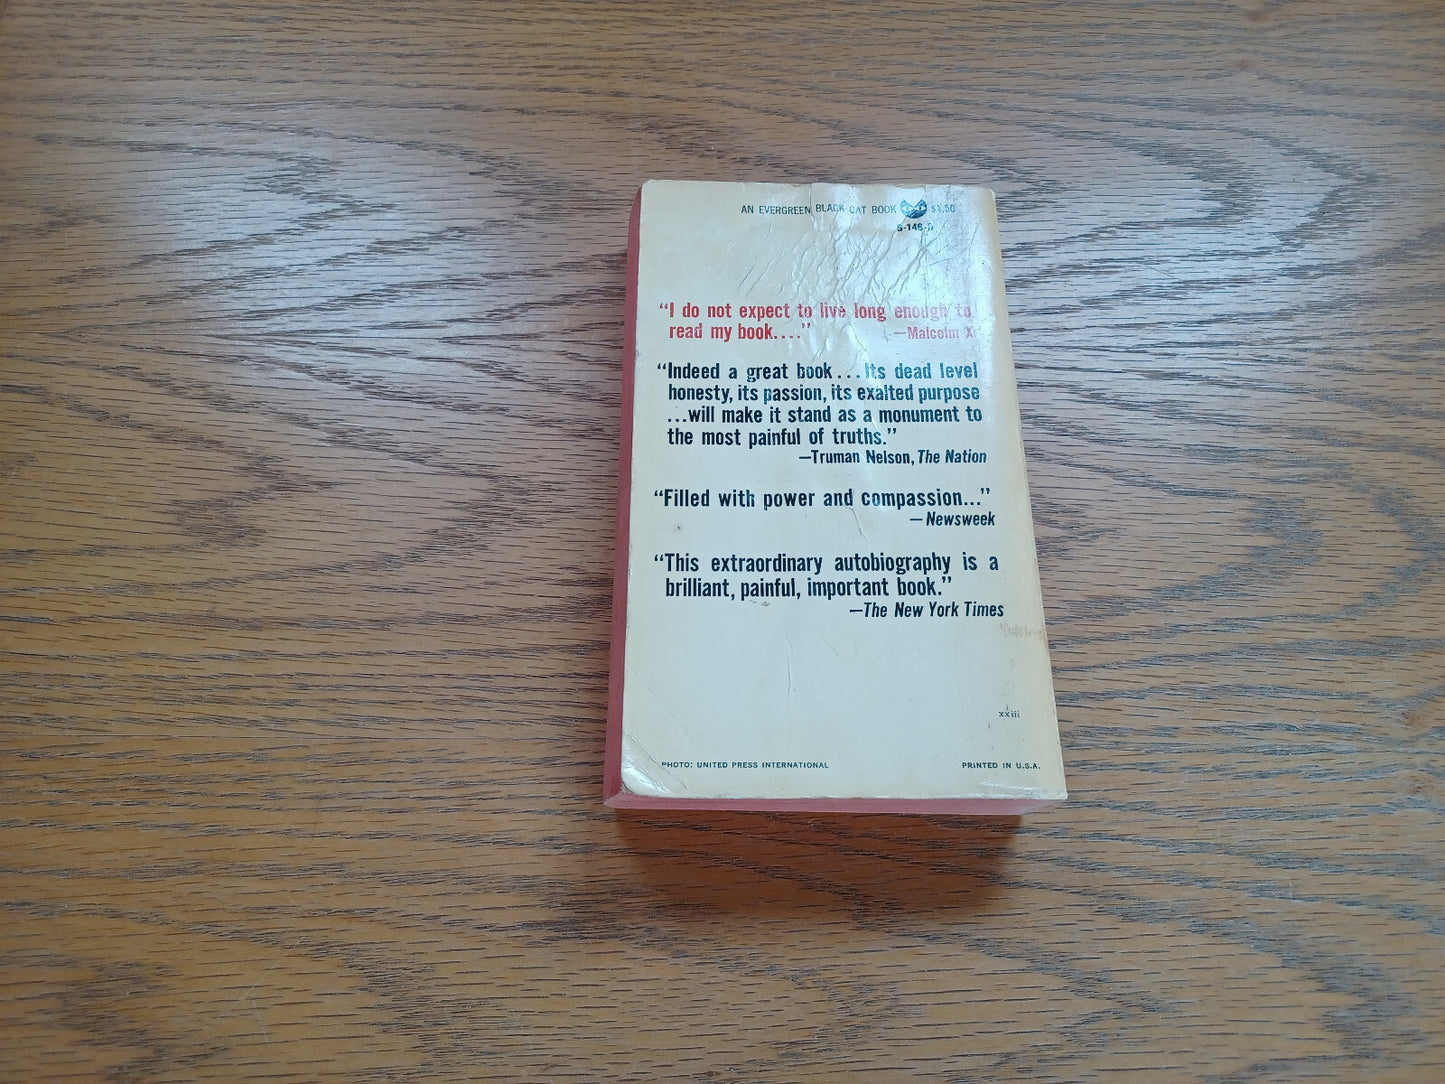 AN EVERGREEN BLACK CAT BOOK $1.50
“I do not expect to live long enough to
read my book....” —Malcolm X
“Indeed a great book...Its dead level
honesty, its passion, its exalted purpose
...will make it stand as a monument to
the most painful of truths.”
—Truman Nelson, The Nation
“Filled with power and compassion...”
—Newsweek
“This extraordinary autobiography is a
brilliant, painful, important book.”
—The New York Times
xxiii
PHOTO: UNITED PRESS INTERNATIONAL PRINTED IN U.S.A.